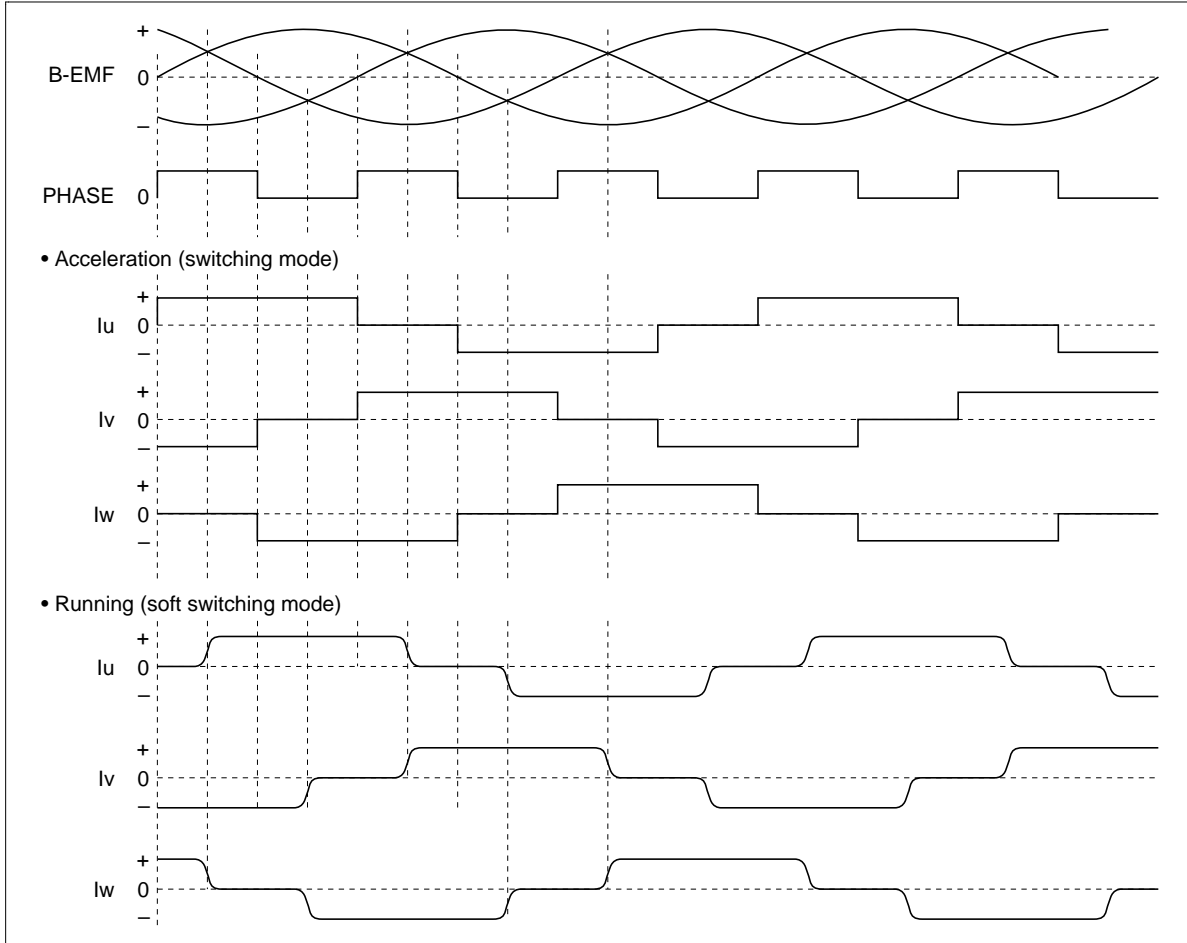 +
B-EMF 0
–
PHASE 0
• Acceleration (switching mode)
+
Iu 0
–
+
Iv 0
–
+
Iw 0
–
• Running (soft switching mode)
+
Iu 0
–
+
Iv 0
–
+
Iw 0
–